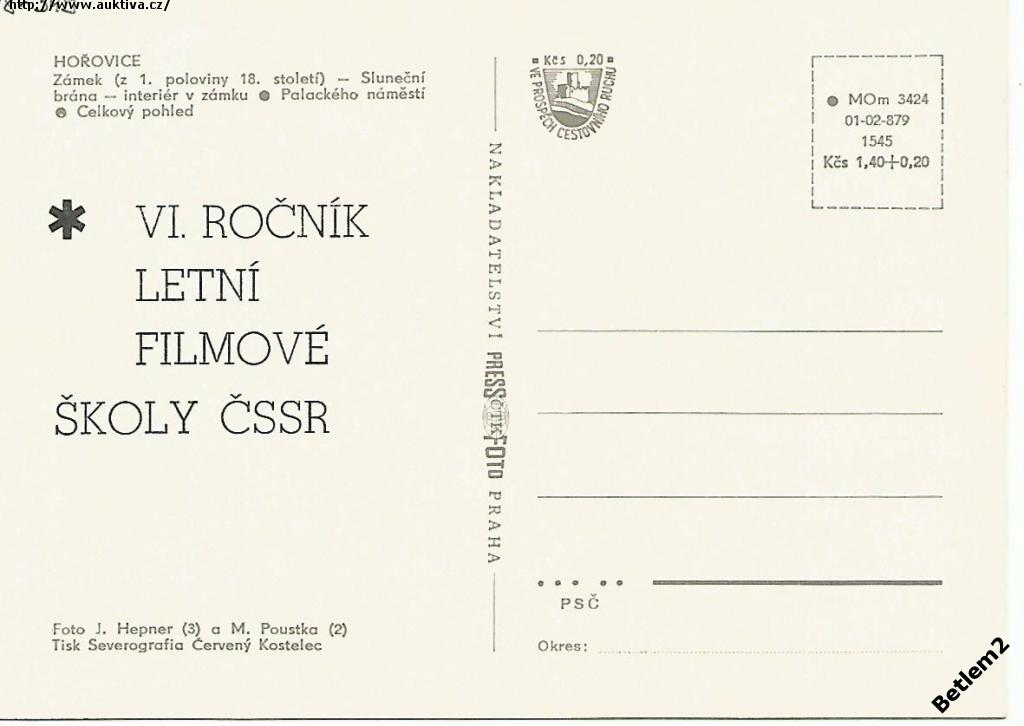 http://www.auktiva.cz/
HOŘOVICE
Zámek (z 1. poloviny 18. století) — Sluneční
brána — interiér v zámku ● Palackého náměstí
● Celkový pohled
* VI. ROČNÍK
LETNÍ
FILMOVÉ
ŠKOLY ČSSR
Foto J. Hepner (3) a M. Poustka (2)
Tisk Severografia Červený Kostelec
NAKLADATELSTVI PRESSFOTO PRAHA
ČTK
Kčs 0,20
VE PROSPĚCH CESTOVNÍHO RUCHU
● MOm 3424
01-02-879
1545
Kčs 1,40+0,20
PSČ
Okres:
Betlem2